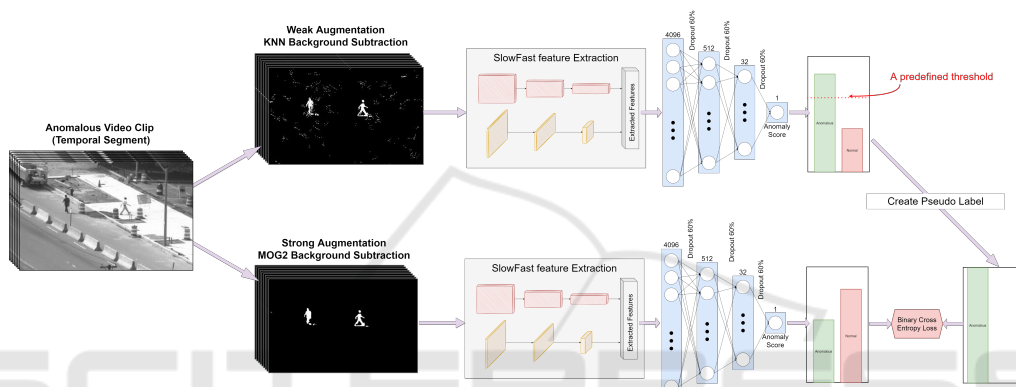 Weak Augmentation
KNN Background Subtraction
SlowFast feature Extraction
Extracted Features
4096
Dropout 60%
512
Dropout 60%
32
Dropout 60%
1
Anomaly
Score
Anomalous
Normal
A predefined threshold
Anomalous Video Clip
(Temporal Segment)
Create Pseudo Label
Strong Augmentation
MOG2 Background Subtraction
SlowFast feature Extraction
Extracted Features
4096
Dropout 60%
512
Dropout 60%
32
Dropout 60%
1
Anomaly
Score
Anomalous
Normal
Binary Cross
Entropy Loss
Anomalous
SCITEPRESS